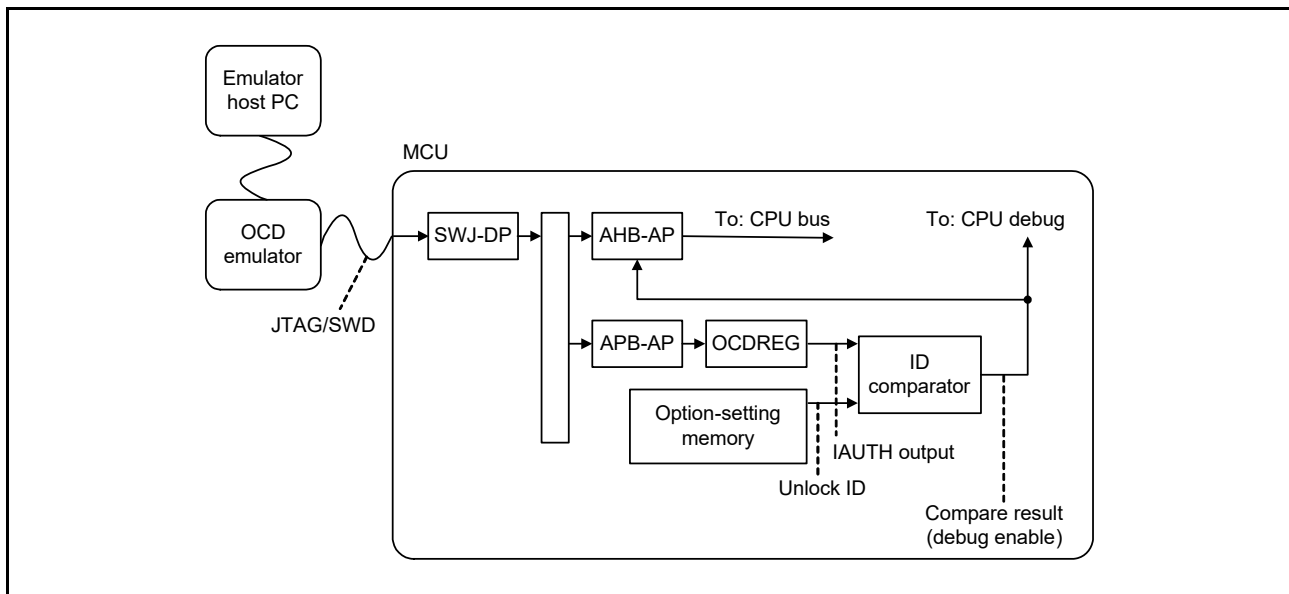 Emulator
host PC
MCU
OCD
emulator
SWJ-DP
AHB-AP
To: CPU bus
To: CPU debug
JTAG/SWD
APB-AP
OCDREG
ID
comparator
Option-setting
memory
IAUTH output
Unlock ID
Compare result
(debug enable)